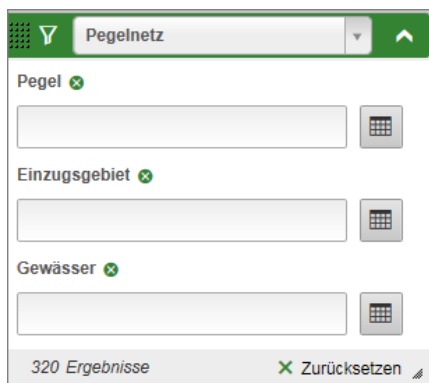 Pegelnetz
Pegel
Einzugsgebiet
Gewässer
320 Ergebnisse
Zurücksetzen